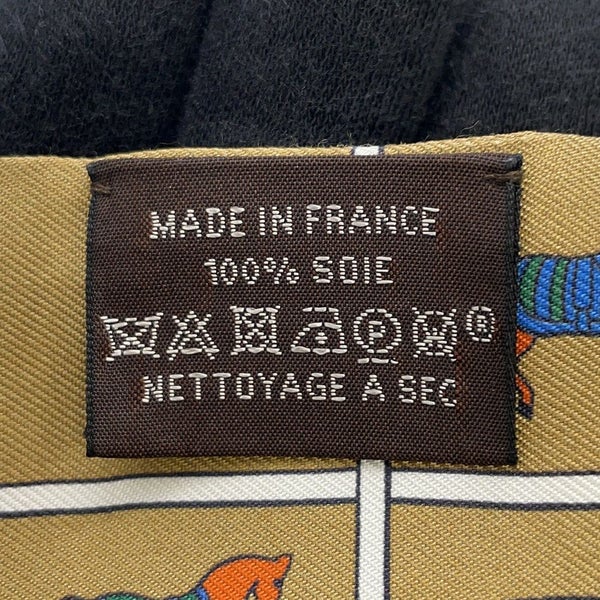 MADE IN FRANCE
100% SOIE
P W ®
NETTOYAGE A SEC